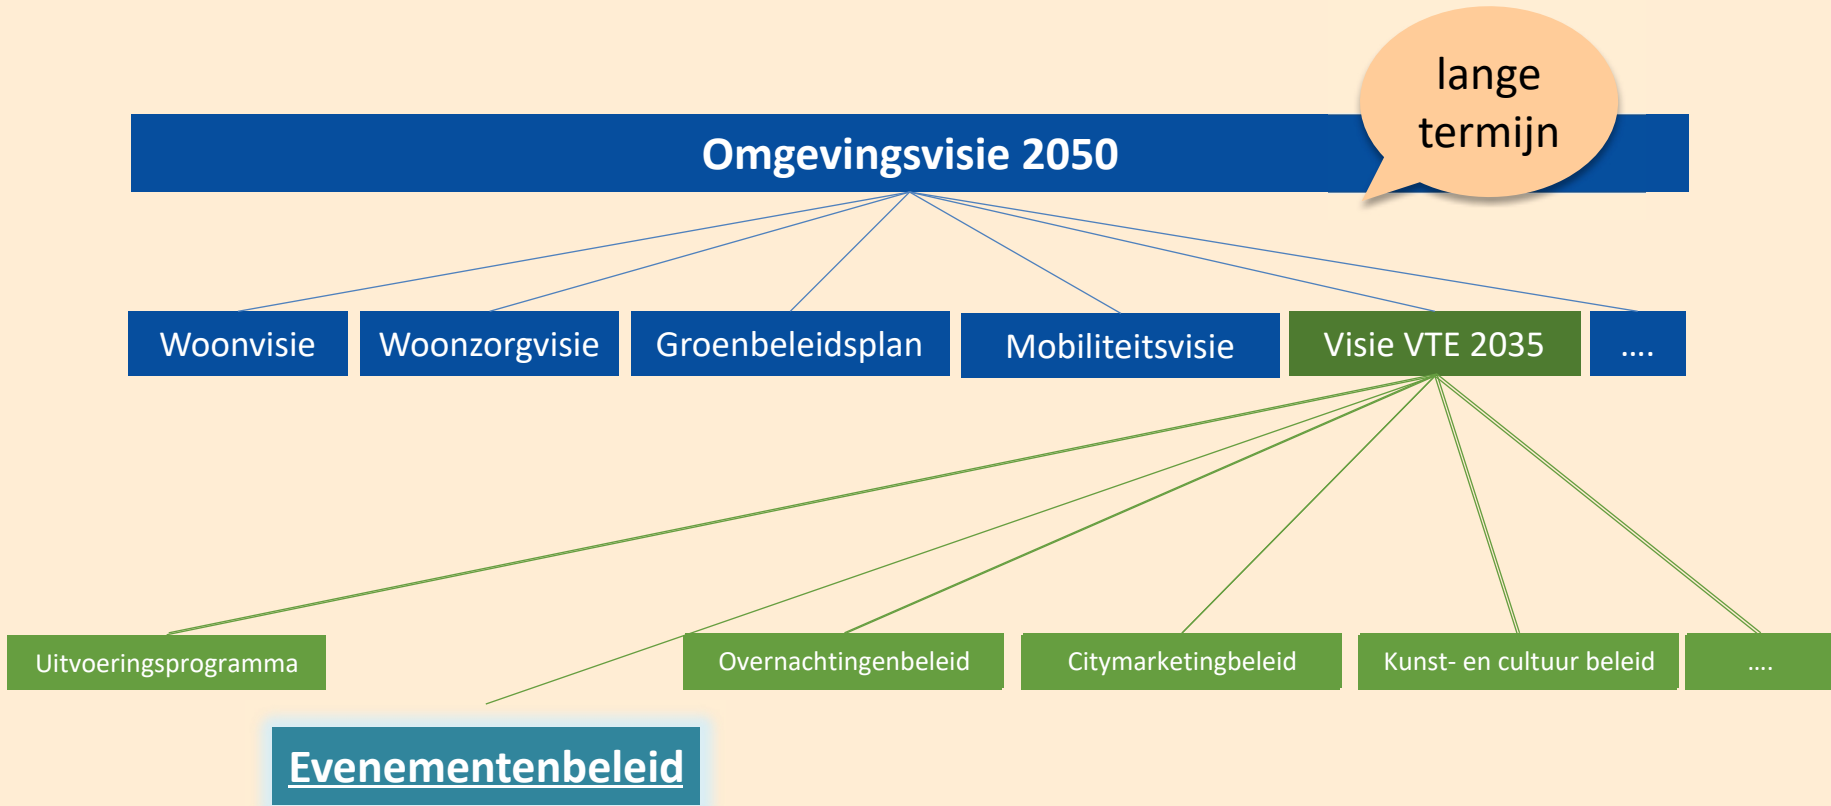 lange
termijn
Omgevingsvisie 2050
Woonvisie
Woonzorgvisie
Groenbeleidsplan
Mobiliteitsvisie
Visie VTE 2035
....
Uitvoeringsprogramma
Overnachtingenbeleid
Citymarketingbeleid
Kunst- en cultuur beleid
....
Evenementenbeleid